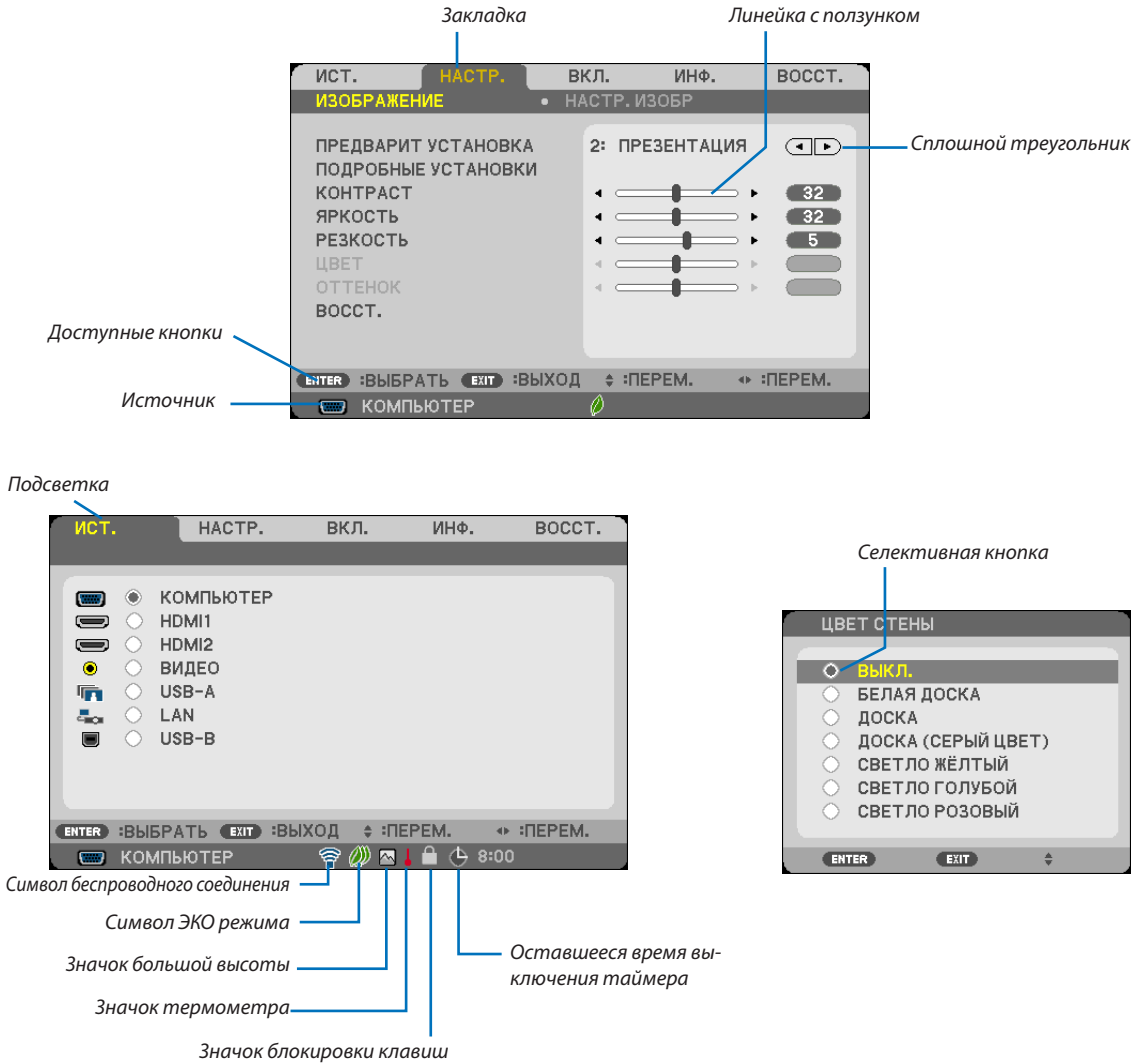 Закладка
Линейка с ползунком
ИСТ. НАСТР. ВКЛ. ИНФ. ВОССТ.
ИЗОБРАЖЕНИЕ • НАСТР. ИЗОБР
ПРЕДВАРИТ УСТАНОВКА 2: ПРЕЗЕНТАЦИЯ
Сплошной треугольник
ПОДРОБНЫЕ УСТАНОВКИ
КОНТРАСТ 32
ЯРКОСТЬ 32
РЕЗКОСТЬ 5
ЦВЕТ
ОТТЕНОК
ВОССТ.
Доступные кнопки
ENTER :ВЫБРАТЬ EXIT :ВЫХОД :ПЕРЕМ. :ПЕРЕМ.
Источник
КОМПЬЮТЕР
Подсветка
ИСТ. НАСТР. ВКЛ. ИНФ. ВОССТ.
КОМПЬЮТЕР
HDMI1
HDMI2
ВИДЕО
USB-A
LAN
USB-B
ENTER :ВЫБРАТЬ EXIT :ВЫХОД :ПЕРЕМ. :ПЕРЕМ.
КОМПЬЮТЕР 8:00
Селективная кнопка
ЦВЕТ СТЕНЫ
ВЫКЛ.
БЕЛАЯ ДОСКА
ДОСКА
ДОСКА (СЕРЫЙ ЦВЕТ)
СВЕТЛО ЖЁЛТЫЙ
СВЕТЛО ГОЛУБОЙ
СВЕТЛО РОЗОВЫЙ
ENTER EXIT
Символ беспроводного соединения
Символ ЭКО режима
Значок большой высоты
Значок термометра
Значок блокировки клавиш
Оставшееся время вы-
ключения таймера